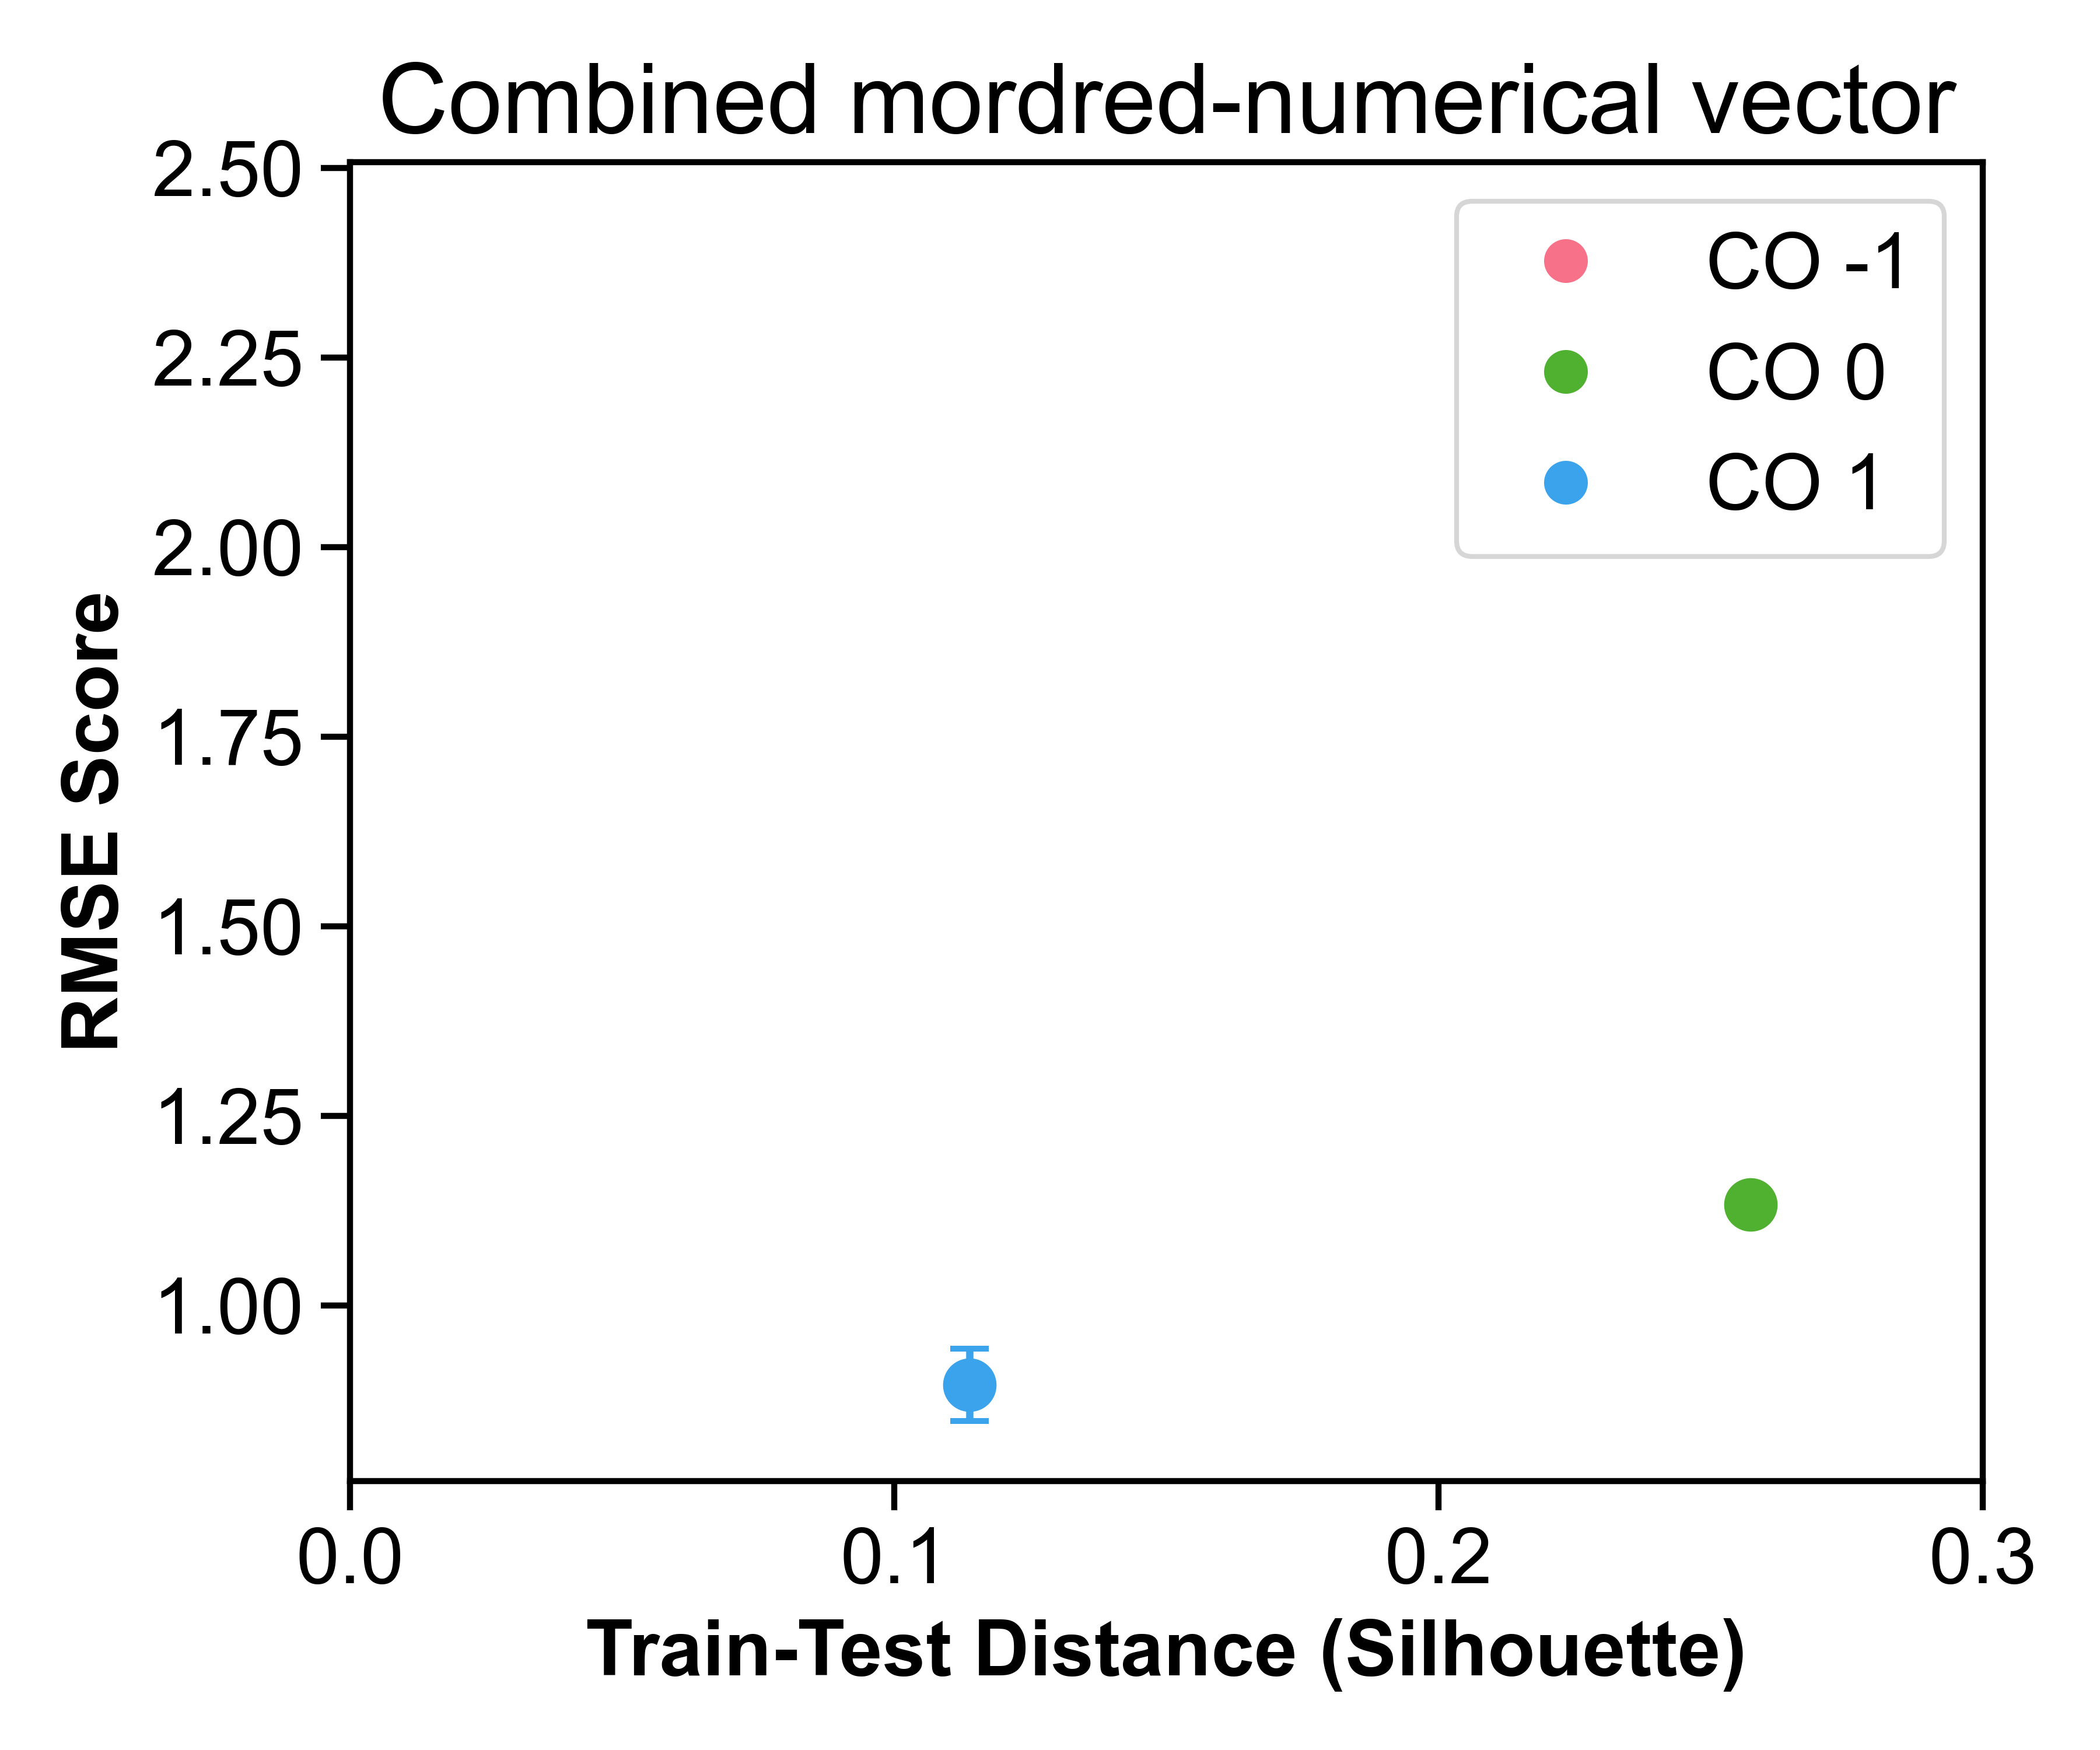 Combined mordred-numerical vector
2.50
2.25
2.00
1.75
1.50
1.25
1.00
RMSE Score
CO -1
CO 0
CO 1
0.0 0.1 0.2 0.3
Train-Test Distance (Silhouette)